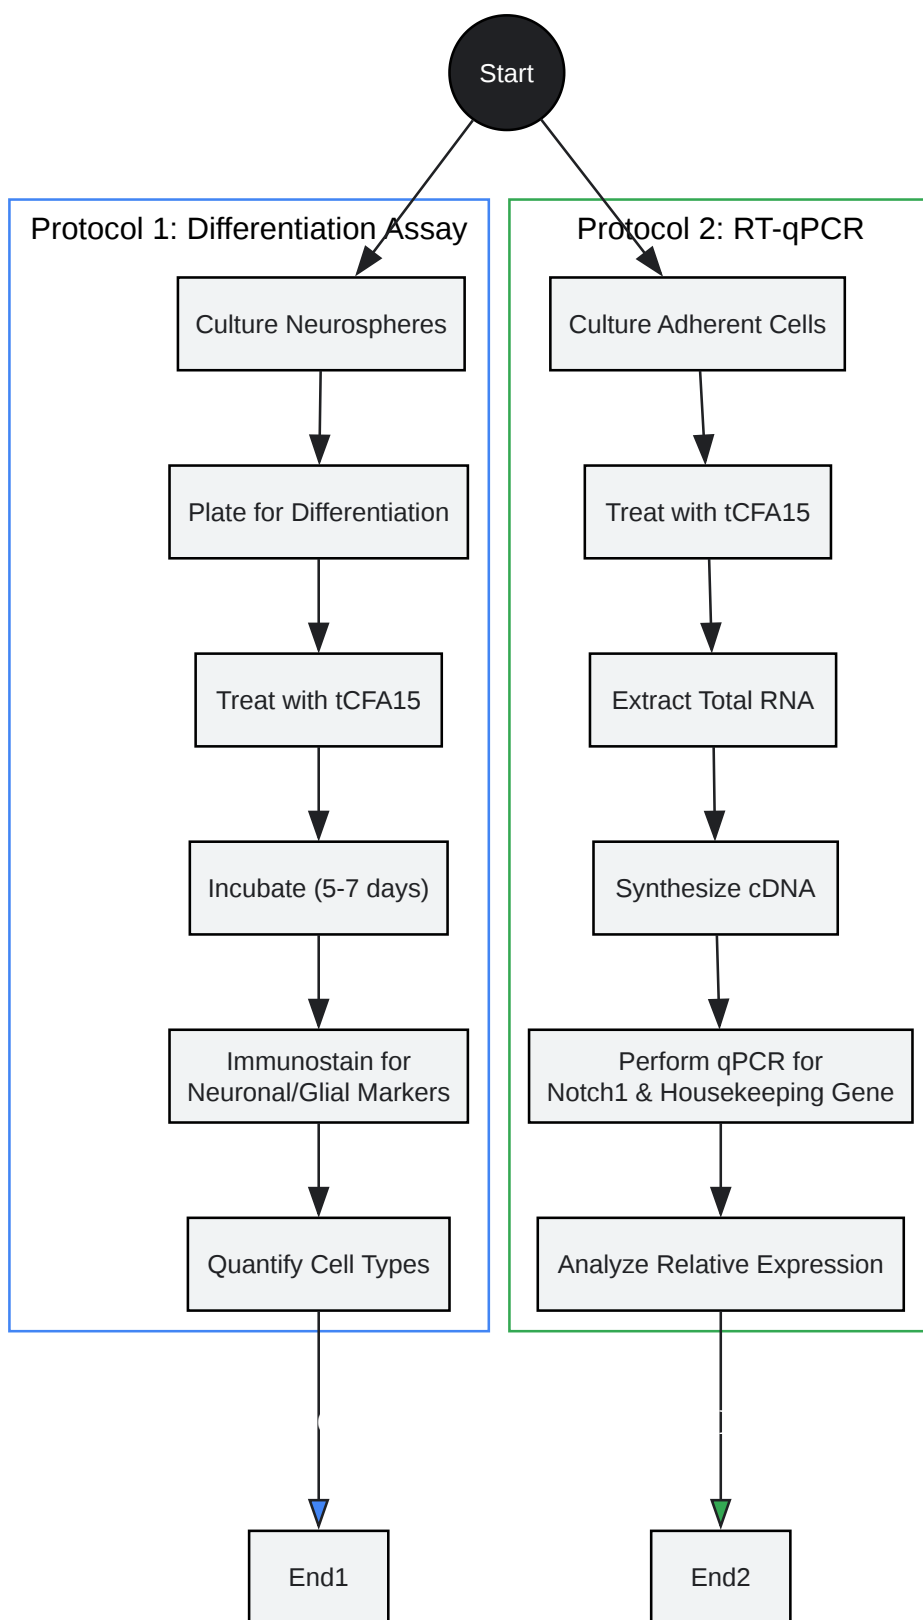 Start
Protocol 1: Differentiation Assay
Culture Neurospheres
Plate for Differentiation
Treat with tCFA15
Incubate (5-7 days)
Immunostain for
Neuronal/Glial Markers
Quantify Cell Types
End1
Protocol 2: RT-qPCR
Culture Adherent Cells
Treat with tCFA15
Extract Total RNA
Synthesize cDNA
Perform qPCR for
Notch1 & Housekeeping Gene
Analyze Relative Expression
End2